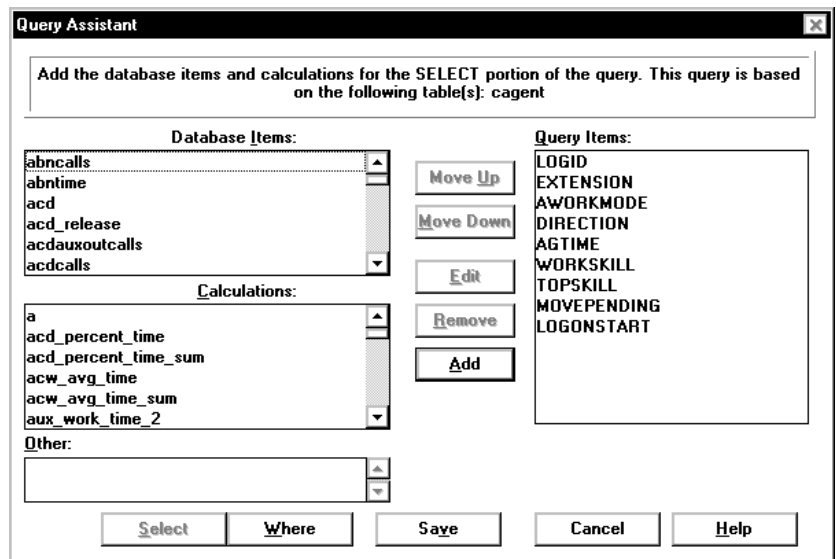 Query Assistant
Add the database items and calculations for the SELECT portion of the query. This query is based
on the following table(s): cagent
Database Items:
abncalls
abntime
acd
acd_release
acdauxoutcalls
acdcalls
Calculations:
a
acd_percent_time
acd_percent_time_sum
acw_avg_time
acw_avg_time_sum
aux_work_time_2
Other:
Move Up
Move Down
Edit
Remove
Add
Query Items:
LOGID
EXTENSION
AWORKMODE
DIRECTION
AGTIME
WORKSKILL
TOPSKILL
MOVEPENDING
LOGONSTART
Select Where Save Cancel Help